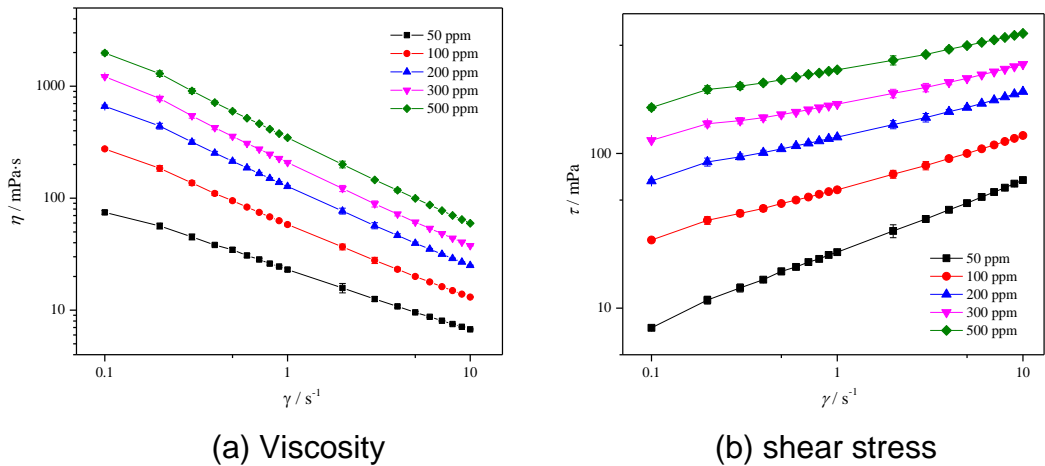 50 ppm
100 ppm
200 ppm
300 ppm
500 ppm
1000
100
10
η / mPa·s
0.1
1
10
γ / s-1
(a) Viscosity
100
10
τ / mPa
50 ppm
100 ppm
200 ppm
300 ppm
500 ppm
0.1
1
10
γ / s-1
(b) shear stress